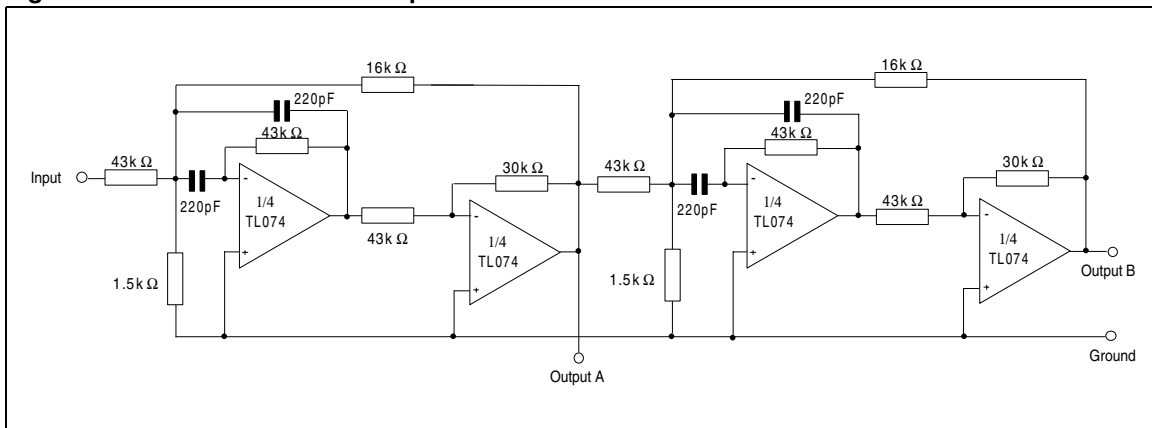 16k Ω
220pF
43k Ω
43k Ω
Input
220pF
1/4
TL074
-
+
1.5k Ω
43k Ω
30k Ω
1/4
TL074
-
+
Output A
43k Ω
16k Ω
220pF
43k Ω
220pF
1/4
TL074
-
+
1.5k Ω
43k Ω
30k Ω
1/4
TL074
-
+
Output B
Ground